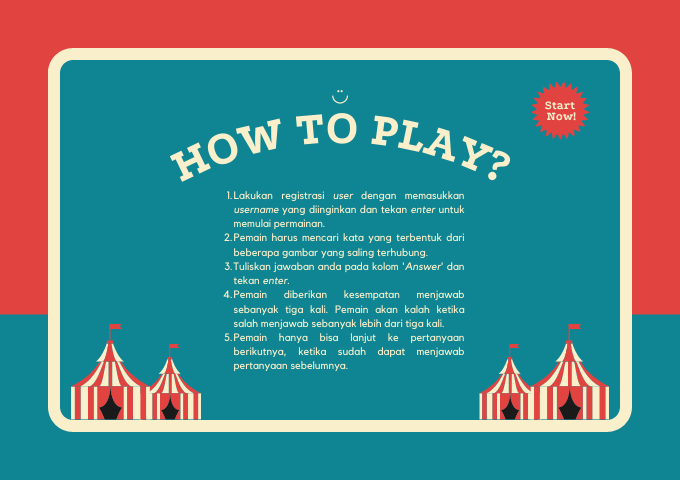 HOW TO PLAY?
Start
Now!
1.Lakukan registrasi user dengan memasukkan
username yang diinginkan dan tekan enter untuk
memulai permainan.
2.Pemain harus mencari kata yang terbentuk dari
beberapa gambar yang saling terhubung.
3.Tuliskan jawaban anda pada kolom 'Answer' dan
tekan enter.
4.Pemain diberikan kesempatan menjawab
sebanyak tiga kali. Pemain akan kalah ketika
salah menjawab sebanyak lebih dari tiga kali.
5.Pemain hanya bisa lanjut ke pertanyaan
berikutnya, ketika sudah dapat menjawab
pertanyaan sebelumnya.